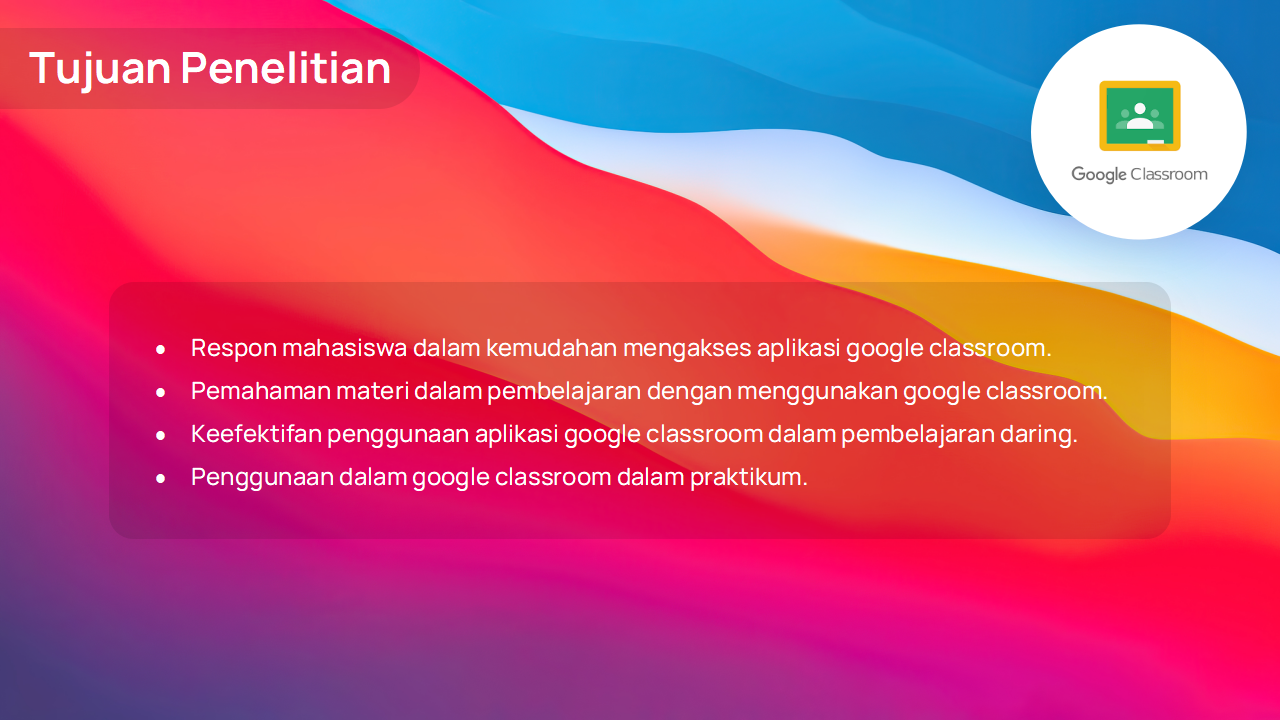 Tujuan Penelitian
Google Classroom
• Respon mahasiswa dalam kemudahan mengakses aplikasi google classroom.
• Pemahaman materi dalam pembelajaran dengan menggunakan google classroom.
• Keefektifan penggunaan aplikasi google classroom dalam pembelajaran daring.
• Penggunaan dalam google classroom dalam praktikum.